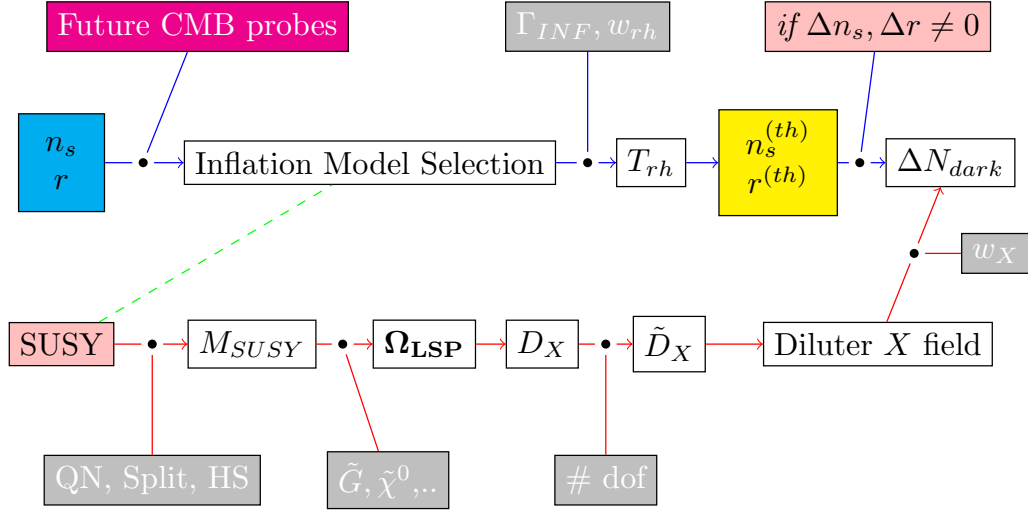 Future CMB probes
Γ_{INF}, w_{rh}
if Δn_s, Δr ≠ 0
n_s
r
Inflation Model Selection
T_{rh}
n_s^{(th)}
r^{(th)}
ΔN_{dark}
w_X
SUSY
M_{SUSY}
Ω_{LSP}
D_X
D̃_X
Diluter X field
QN, Split, HS
G̃, χ̃^0,..
# dof